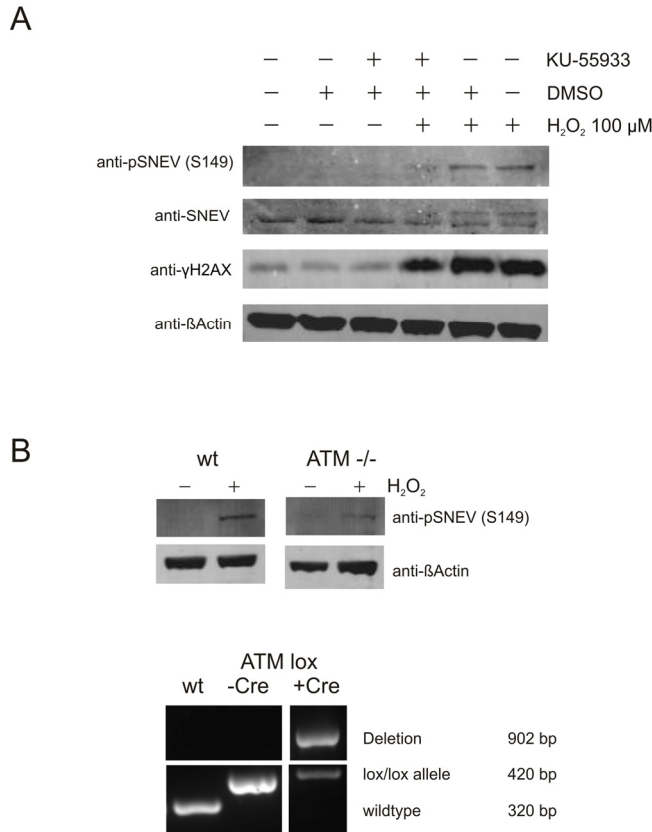 A
− − + + − − KU-55933
− + + + + − DMSO
− − − + + + H₂O₂ 100 µM
anti-pSNEV (S149)
anti-SNEV
anti-γH2AX
anti-ßActin
B
wt ATM -/-
− + − + H₂O₂
anti-pSNEV (S149)
anti-ßActin
ATM lox
wt -Cre +Cre
Deletion 902 bp
lox/lox allele 420 bp
wildtype 320 bp